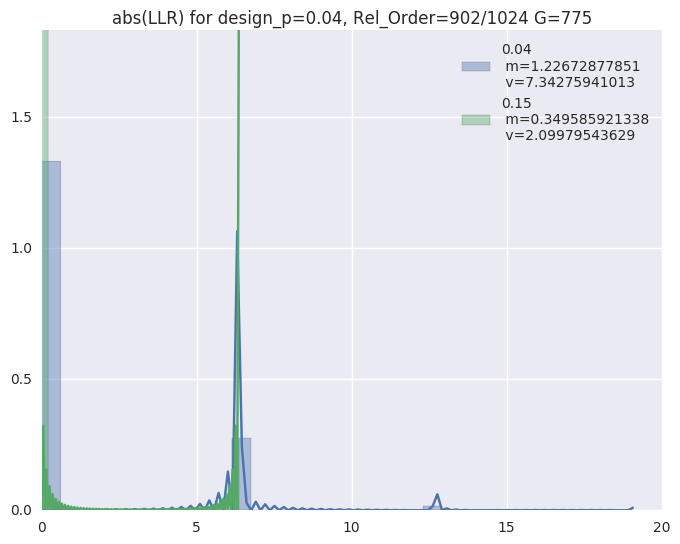 abs(LLR) for design_p=0.04, Rel_Order=902/1024 G=775
0.04
m=1.22672877851
v=7.34275941013
0.15
m=0.349585921338
v=2.09979543629
1.5
1.0
0.5
0.0
0 5 10 15 20